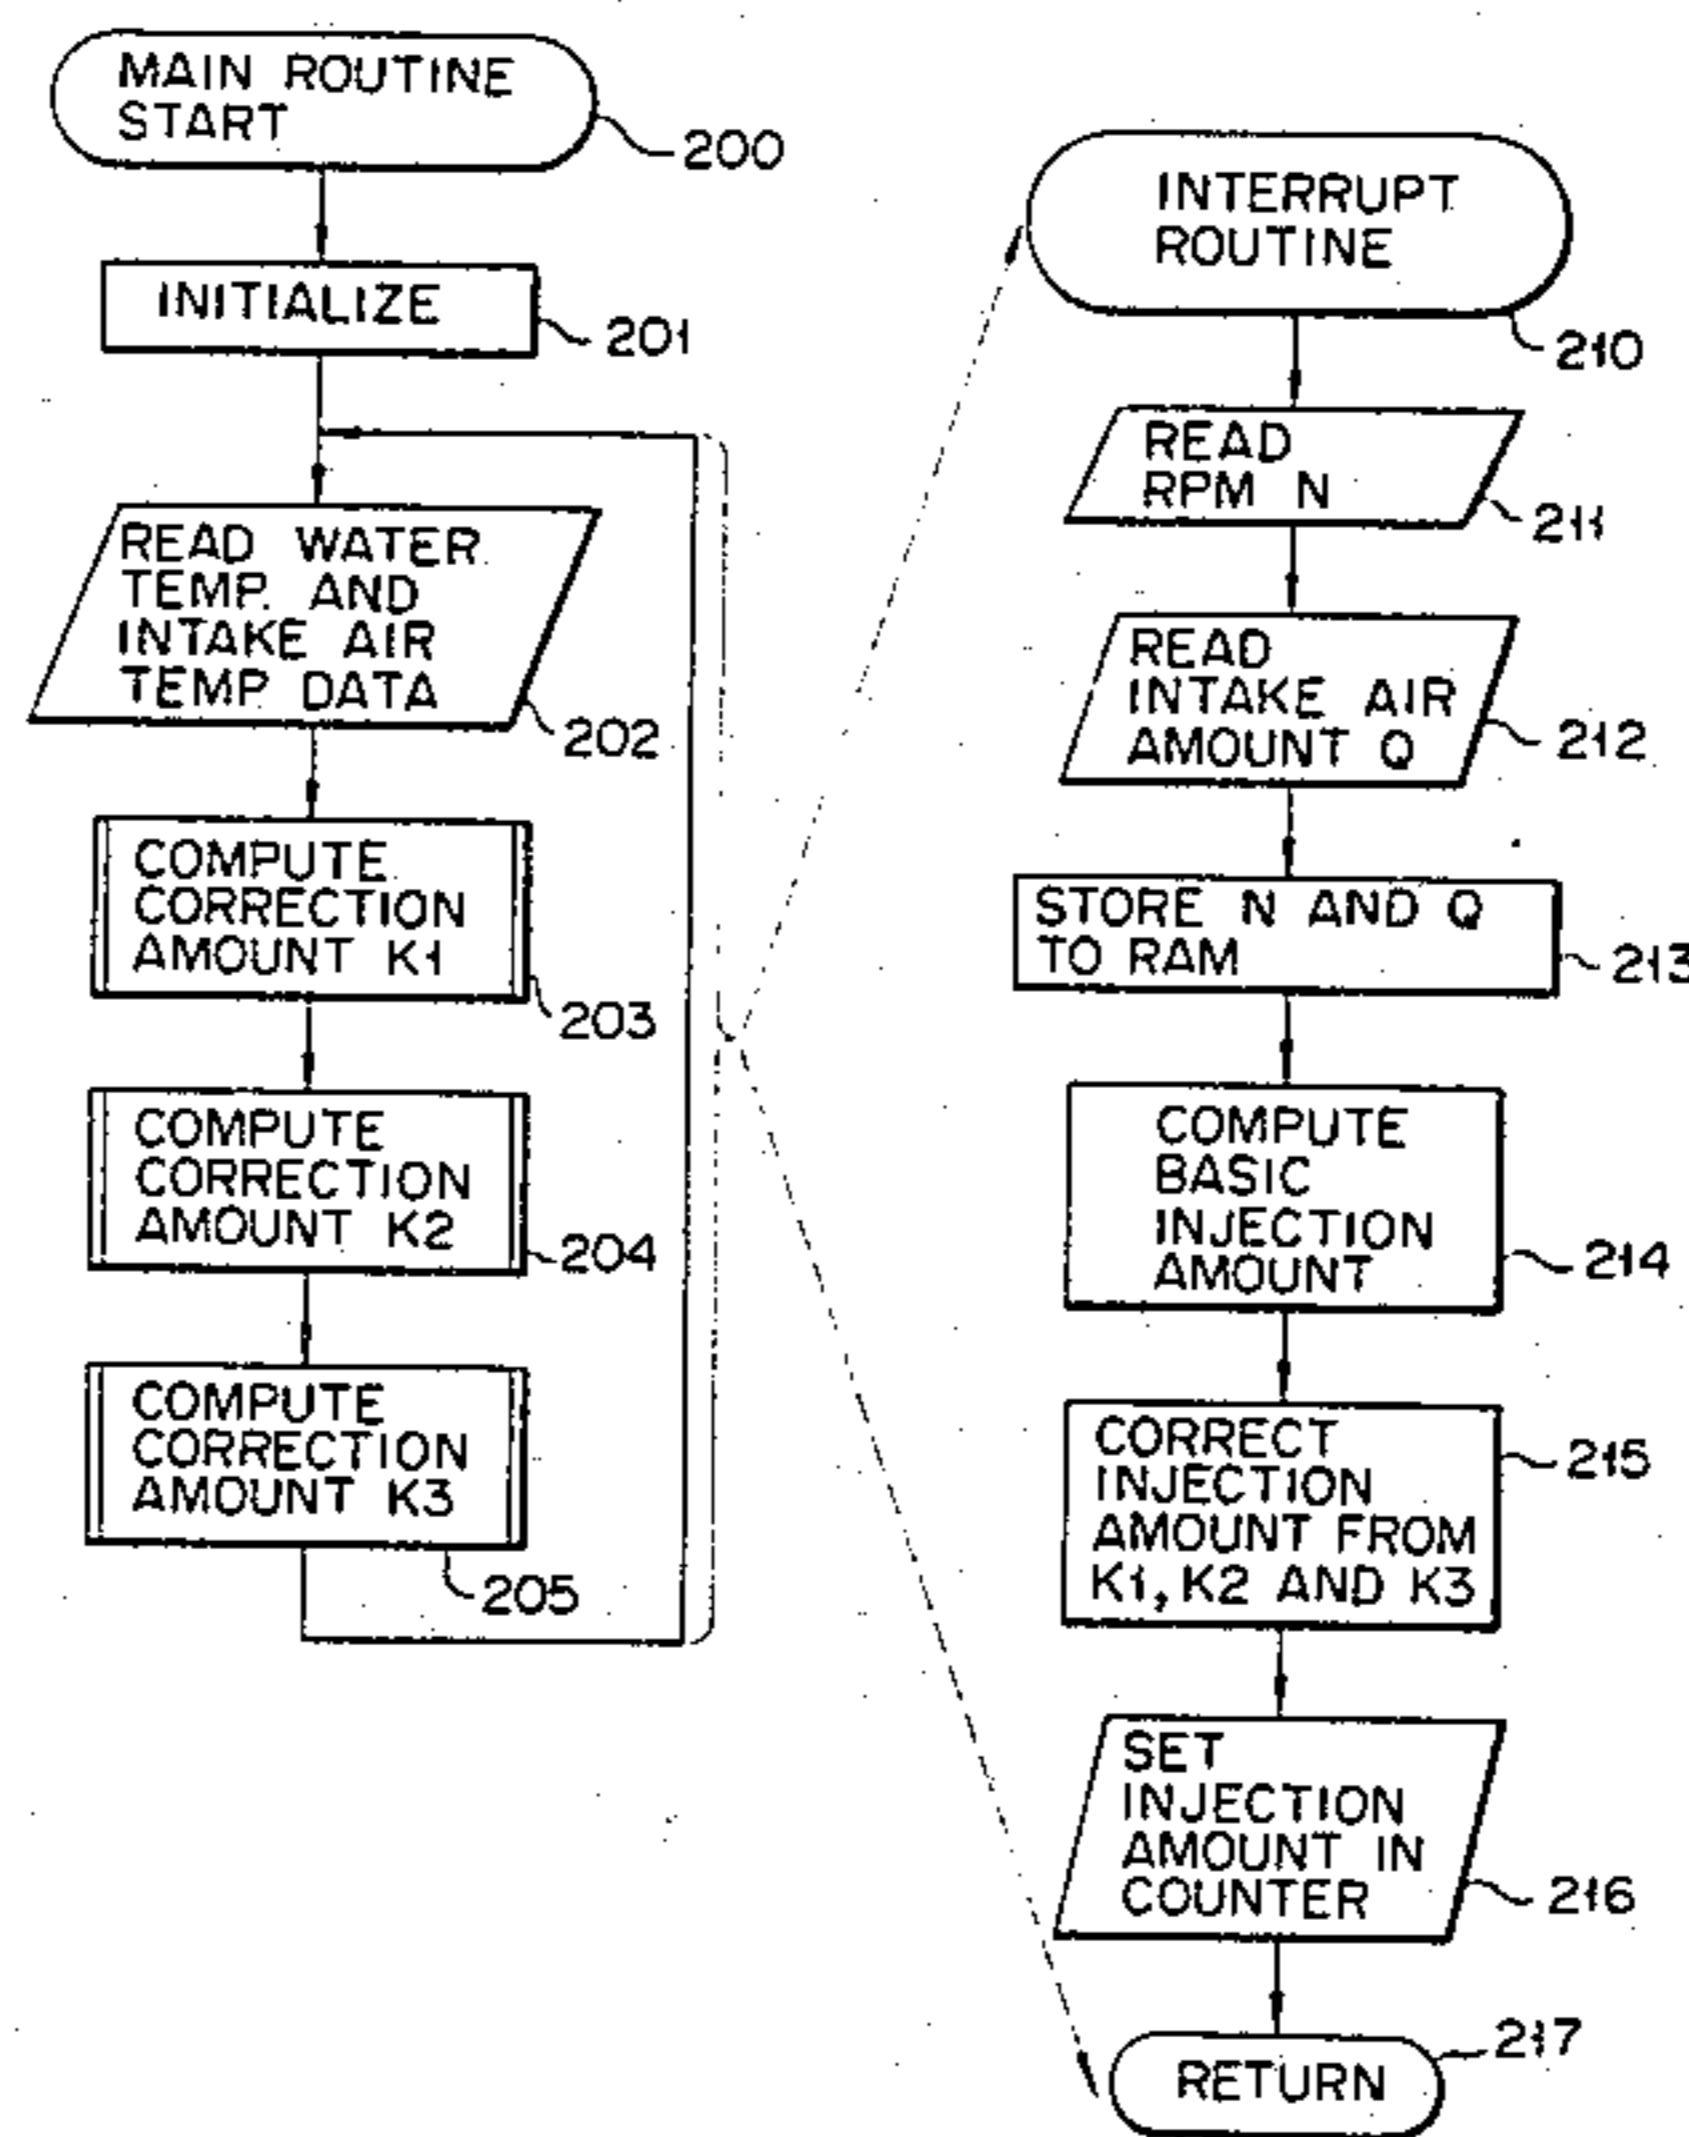 MAIN ROUTINE
START
200
INITIALIZE
201
READ WATER
TEMP. AND
INTAKE AIR
TEMP DATA
202
COMPUTE
CORRECTION
AMOUNT K1
203
COMPUTE
CORRECTION
AMOUNT K2
204
COMPUTE
CORRECTION
AMOUNT K3
205
INTERRUPT
ROUTINE
210
READ
RPM N
211
READ
INTAKE AIR
AMOUNT Q
212
STORE N AND Q
TO RAM
213
COMPUTE
BASIC
INJECTION
AMOUNT
214
CORRECT
INJECTION
AMOUNT FROM
K1, K2 AND K3
215
SET
INJECTION
AMOUNT IN
COUNTER
216
RETURN
217